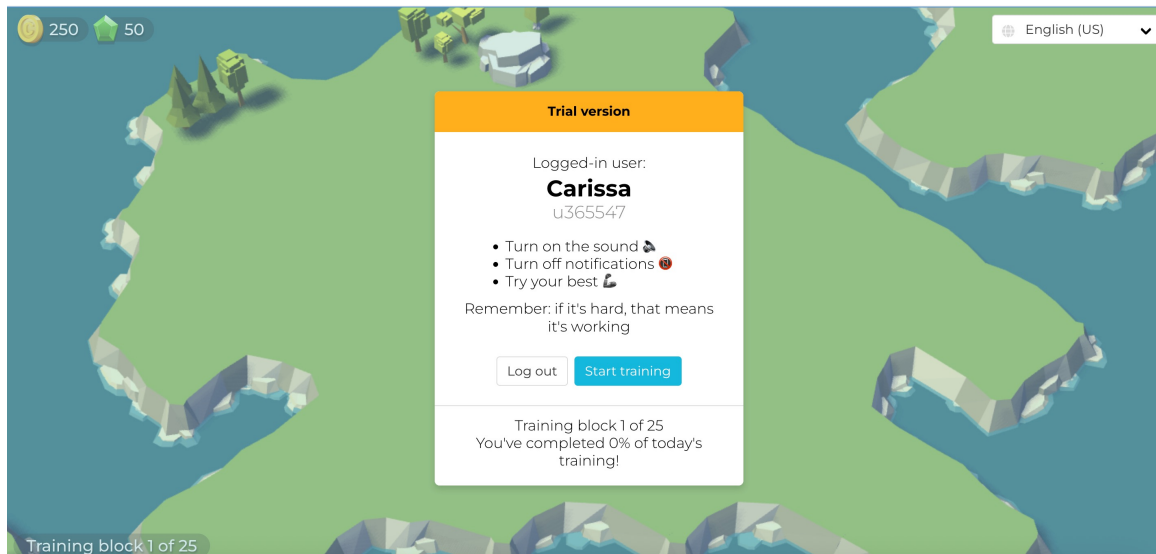 250
50
English (US)
Trial version
Logged-in user:
Carissa
u365547
Turn on the sound
Turn off notifications
Try your best
Remember: if it's hard, that means
it's working
Log out
Start training
Training block 1 of 25
You've completed 0% of today's
training!
Training block 1 of 25